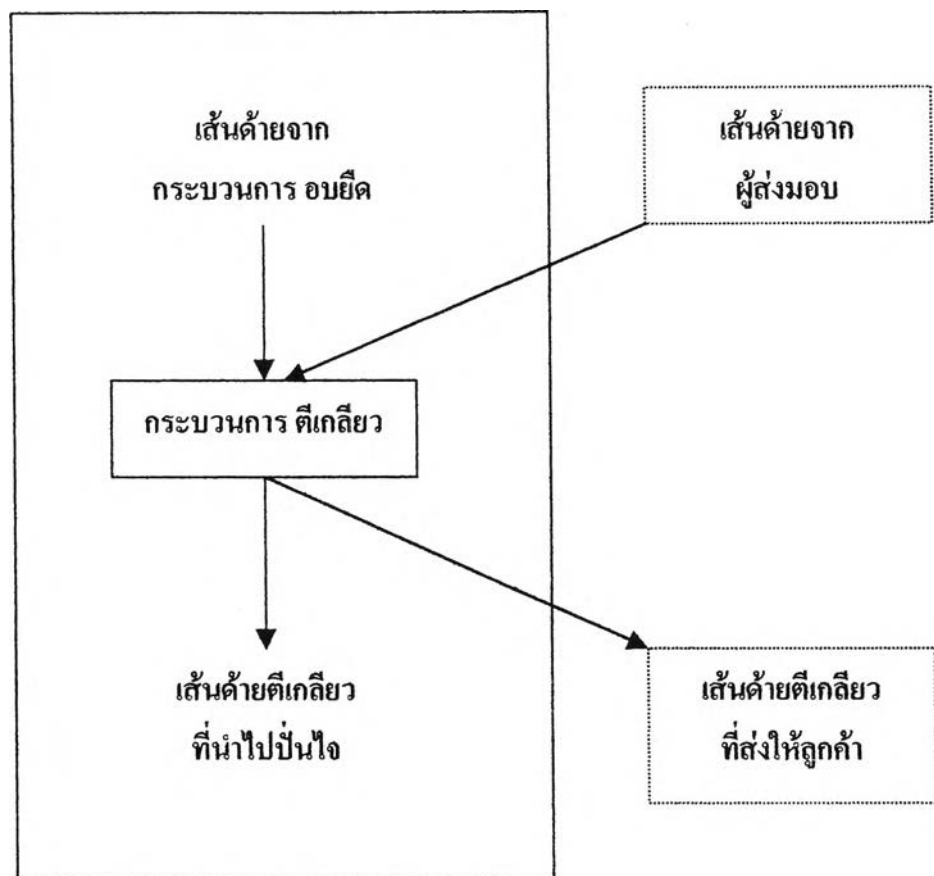 เส้นด้ายจาก
กระบวนการ อบยืด
เส้นด้ายจาก
ผู้ส่งมอบ
กระบวนการ ตีเกลียว
เส้นด้ายตีเกลียว
ที่นำไปปั่นไจ
เส้นด้ายตีเกลียว
ที่ส่งให้ลูกค้า